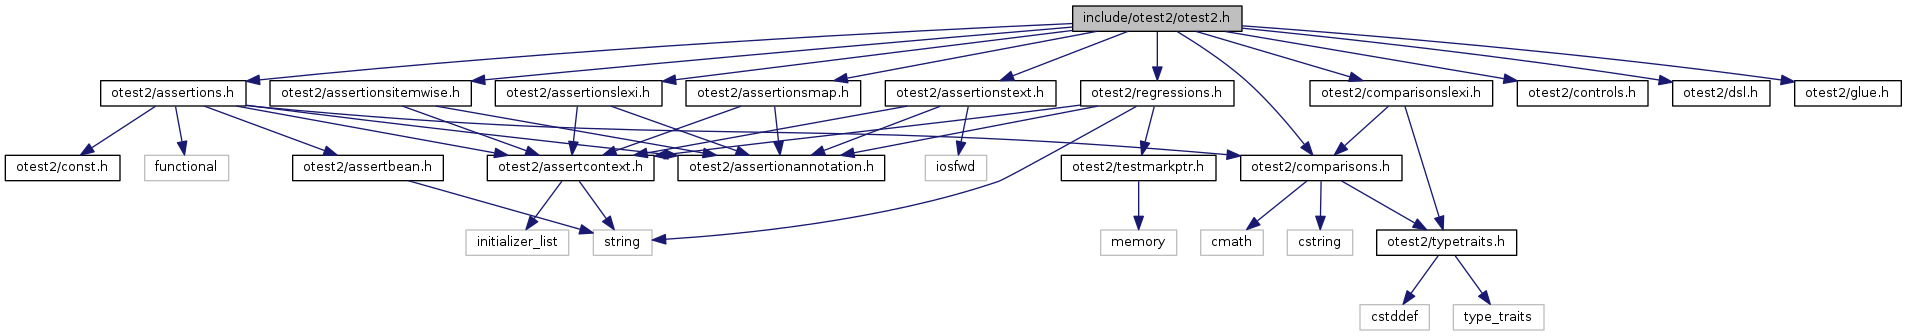 include/otest2/otest2.h
otest2/assertions.h
otest2/assertionsitemwise.h
otest2/assertionslexi.h
otest2/assertionsmap.h
otest2/assertionstext.h
otest2/regressions.h
otest2/comparisonslexi.h
otest2/controls.h
otest2/dsl.h
otest2/glue.h
otest2/const.h
functional
otest2/assertbean.h
otest2/assertcontext.h
otest2/assertionannotation.h
iosfwd
otest2/testmarkptr.h
otest2/comparisons.h
initializer_list
string
memory
cmath
cstring
otest2/typetraits.h
cstddef
type_traits